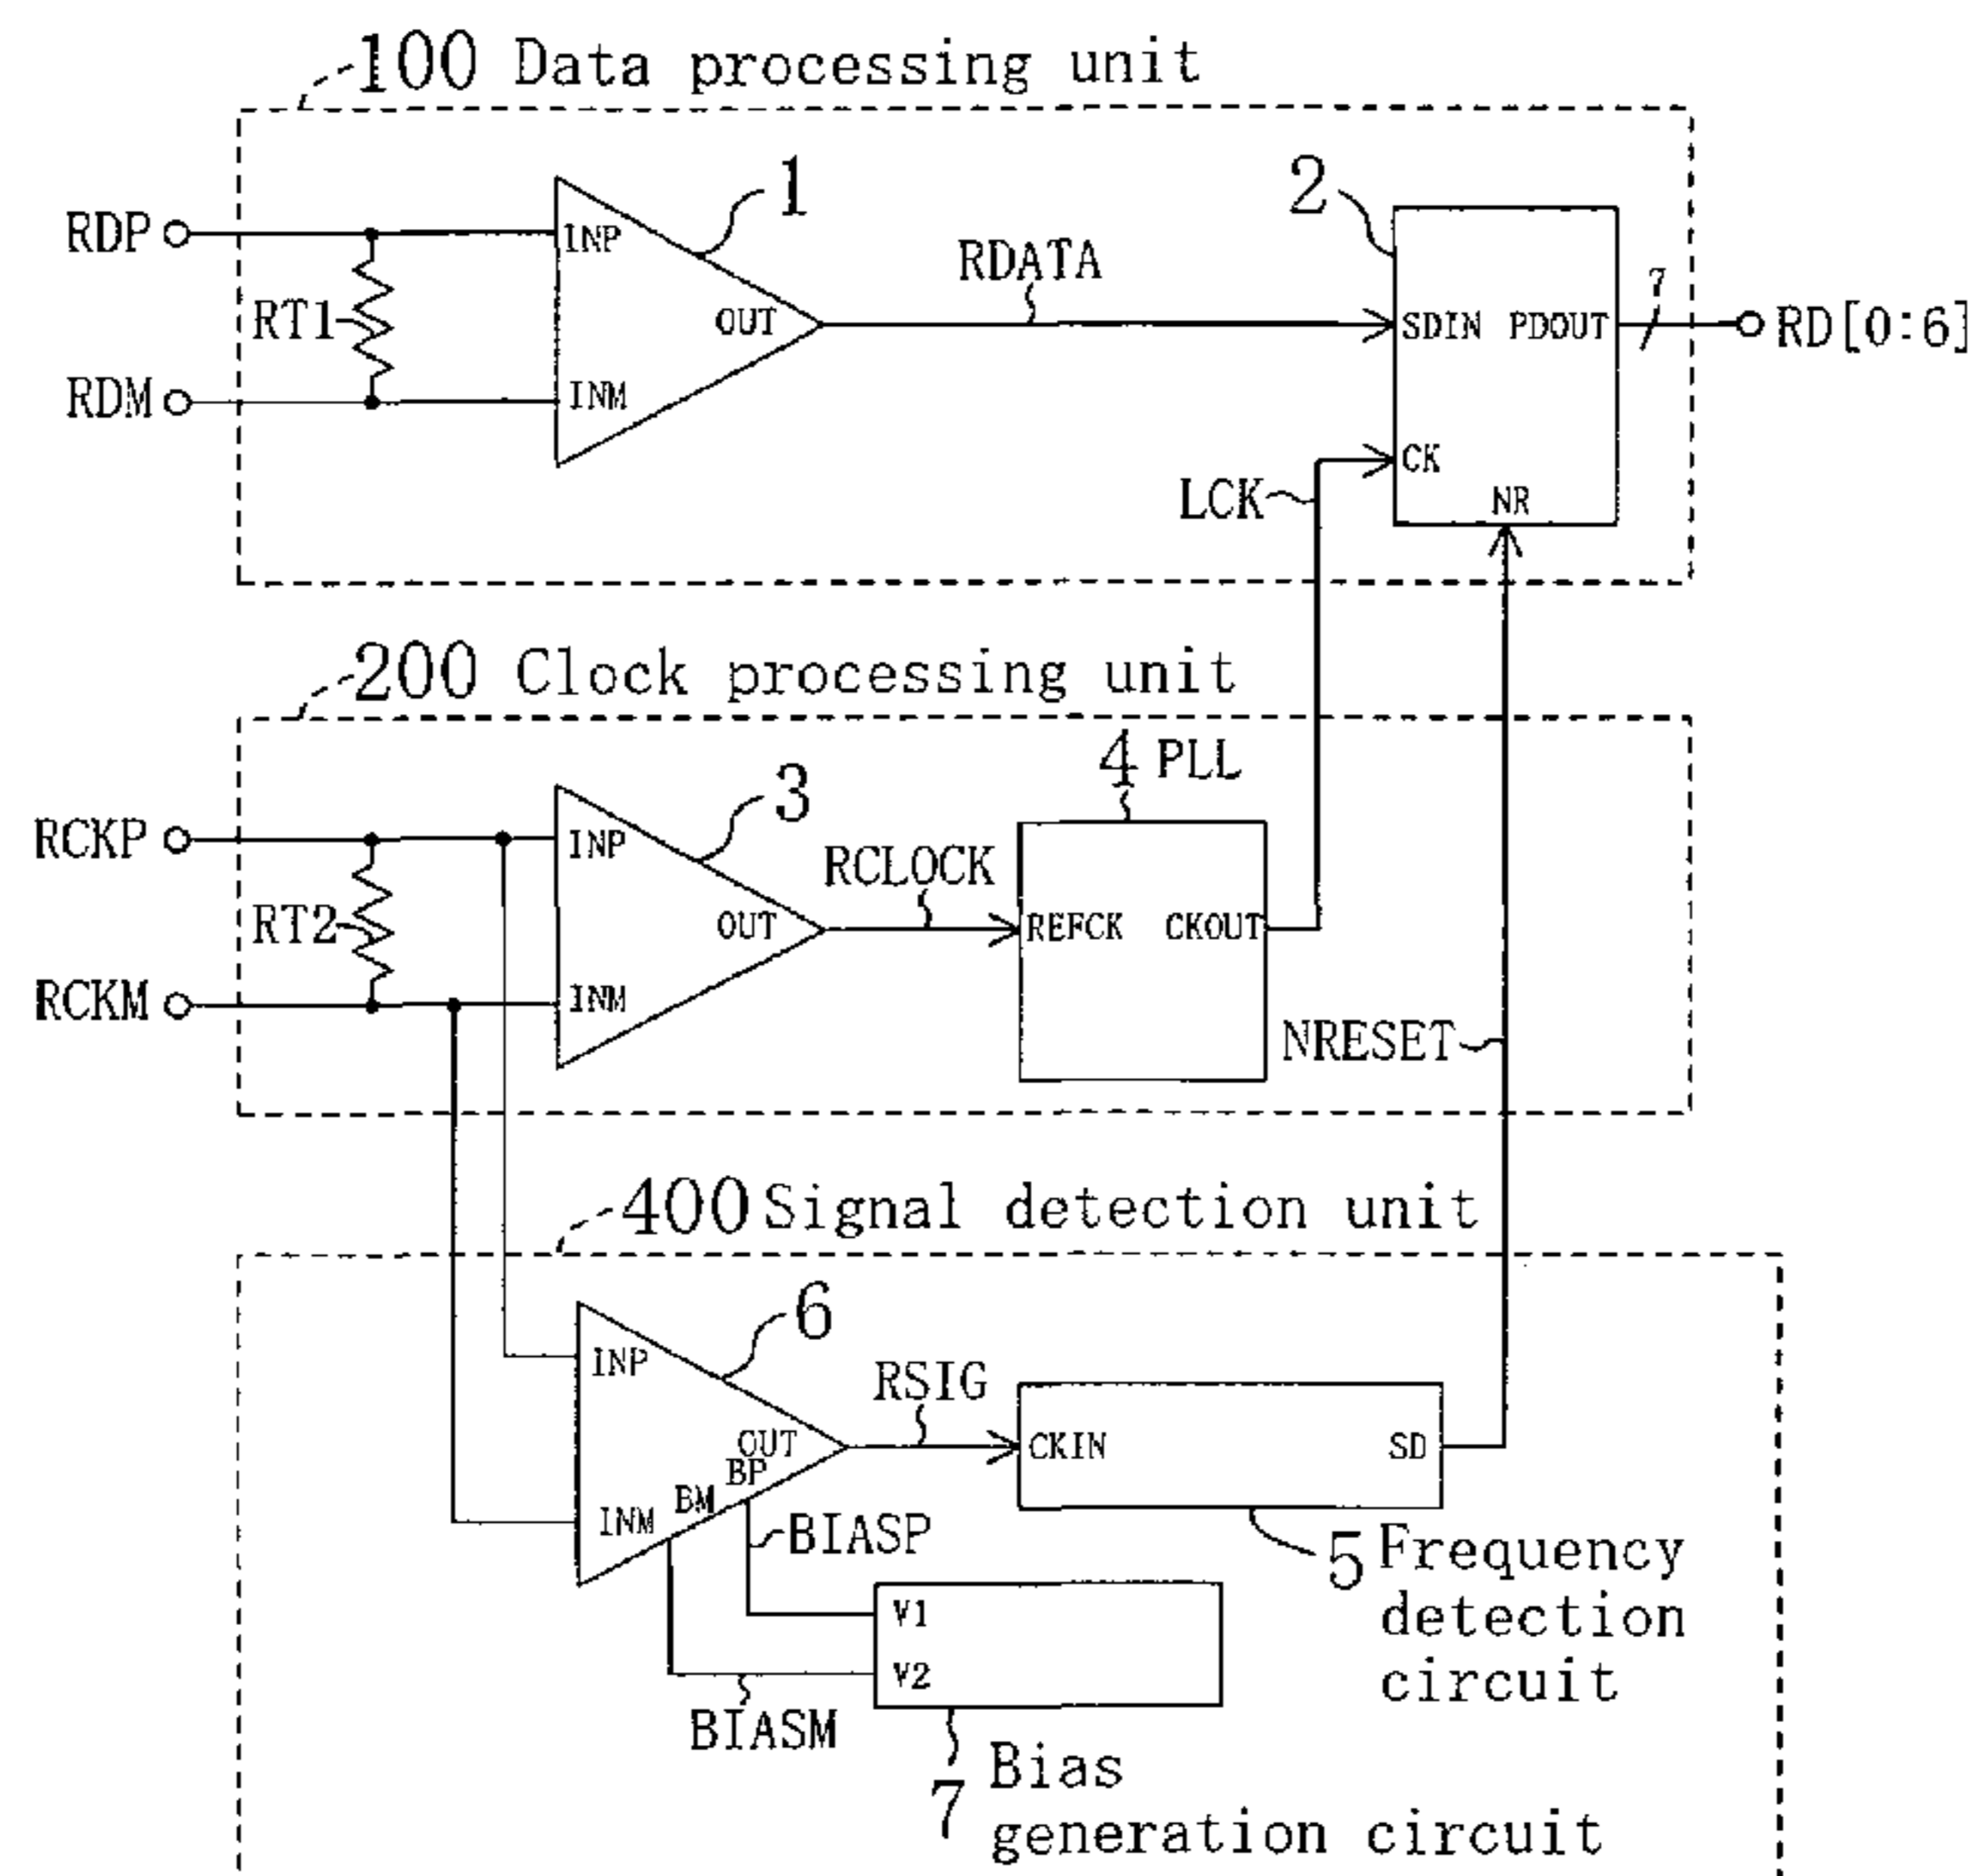 100 Data processing unit
1
2
RDP
INP
RDATA
7
RT1
OUT
SDIN PDOUT
RD[0:6]
RDM
INM
CK
LCK
NR
200 Clock processing unit
4 PLL
3
RCKP
INP
RCLOCK
RT2
OUT
REFCK CKOUT
RCKM
INM
NRESET
400 Signal detection unit
6
INP
RSIG
OUT
CKIN SD
BP
BM
INM
BIASP
5 Frequency
detection
circuit
V1
V2
BIASM
7 Bias
generation circuit